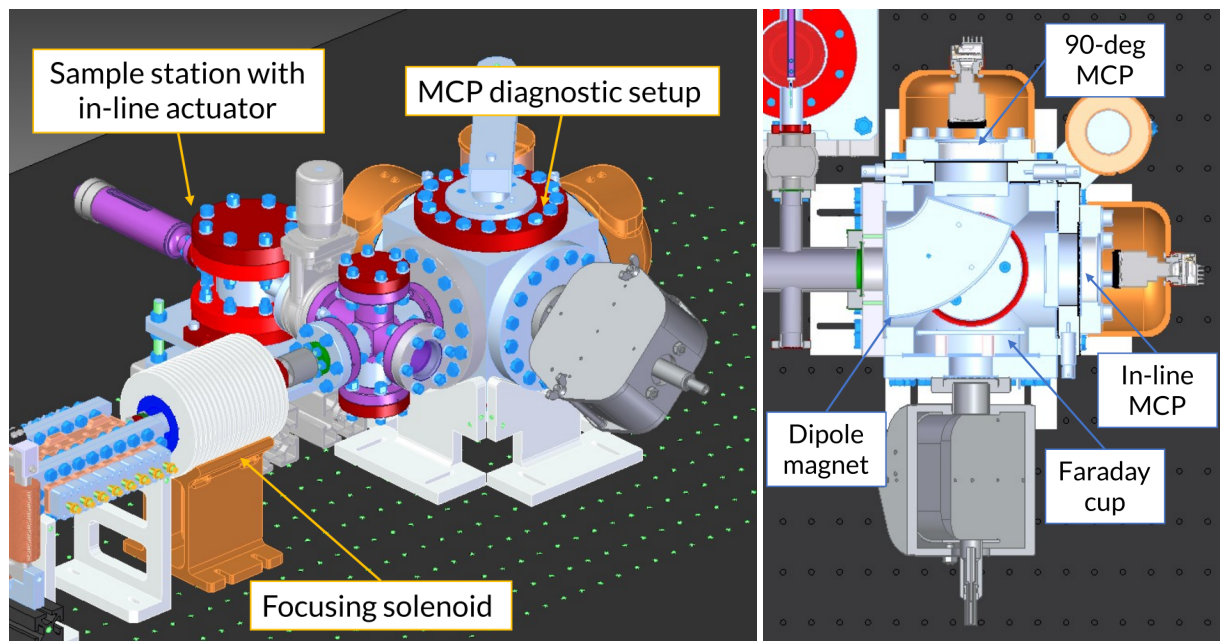 Sample station with
in-line actuator
MCP diagnostic setup
Focusing solenoid
90-deg
MCP
In-line
MCP
Dipole
magnet
Faraday
cup